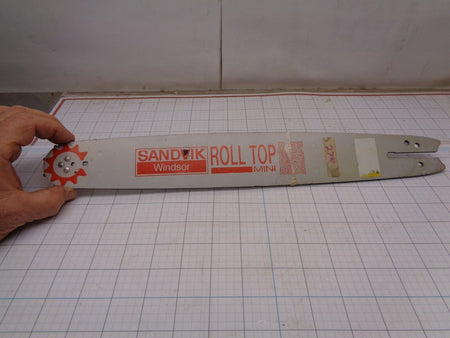 SANDVIK
Windsor
ROLL TOP
MINI